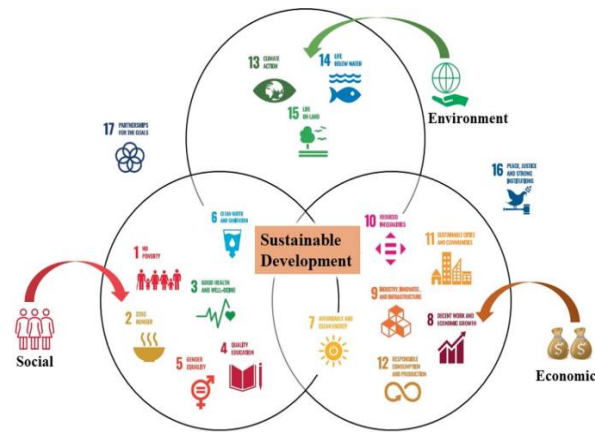 13 CLIMATE
ACTION
14 LIFE
BELOW WATER
15 LIFE
ON LAND
Environment
17 PARTNERSHIPS
FOR THE GOALS
16 PEACE, JUSTICE
AND STRONG
INSTITUTIONS
6 CLEAN WATER
AND SANITATION
10 REDUCED
INEQUALITIES
11 SUSTAINABLE CITIES
AND COMMUNITIES
Sustainable
Development
1 NO
POVERTY
3 GOOD HEALTH
AND WELL-BEING
9 INDUSTRY, INNOVATI...
AND INFRASTRUCTURE
2 ZERO
HUNGER
7 AFFORDABLE AND
CLEAN ENERGY
8 DECENT WORK AND
ECONOMIC GROWTH
4 QUALITY
EDUCATION
5 GENDER
EQUALITY
12 RESPONSIBLE
CONSUMPTION
AND PRODUCTION
Social
Economic
$ $